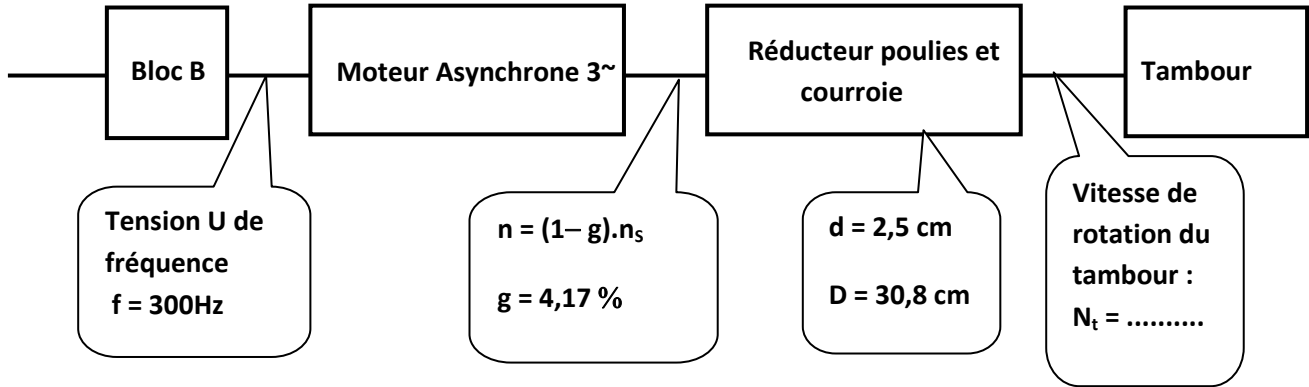 Bloc B
Moteur Asynchrone 3~
Réducteur poulies et
courroie
Tambour
Tension U de
fréquence
f = 300Hz
n = (1– g).nS
g = 4,17 %
d = 2,5 cm
D = 30,8 cm
Vitesse de
rotation du
tambour :
Nt = ..........